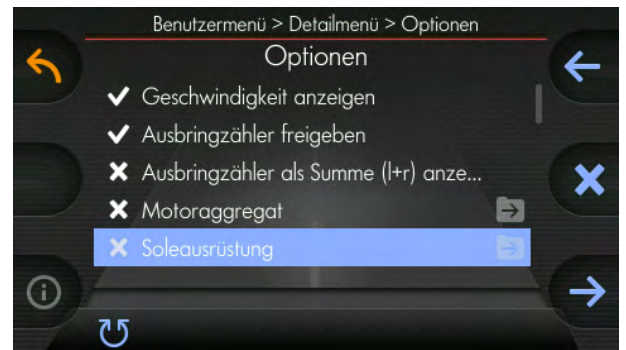 Benutzermenü > Detailmenü > Optionen
Optionen
Geschwindigkeit anzeigen
Ausbringzähler freigeben
Ausbringzähler als Summe (l+r) anze...
Motoraggregat
Soleausrüstung